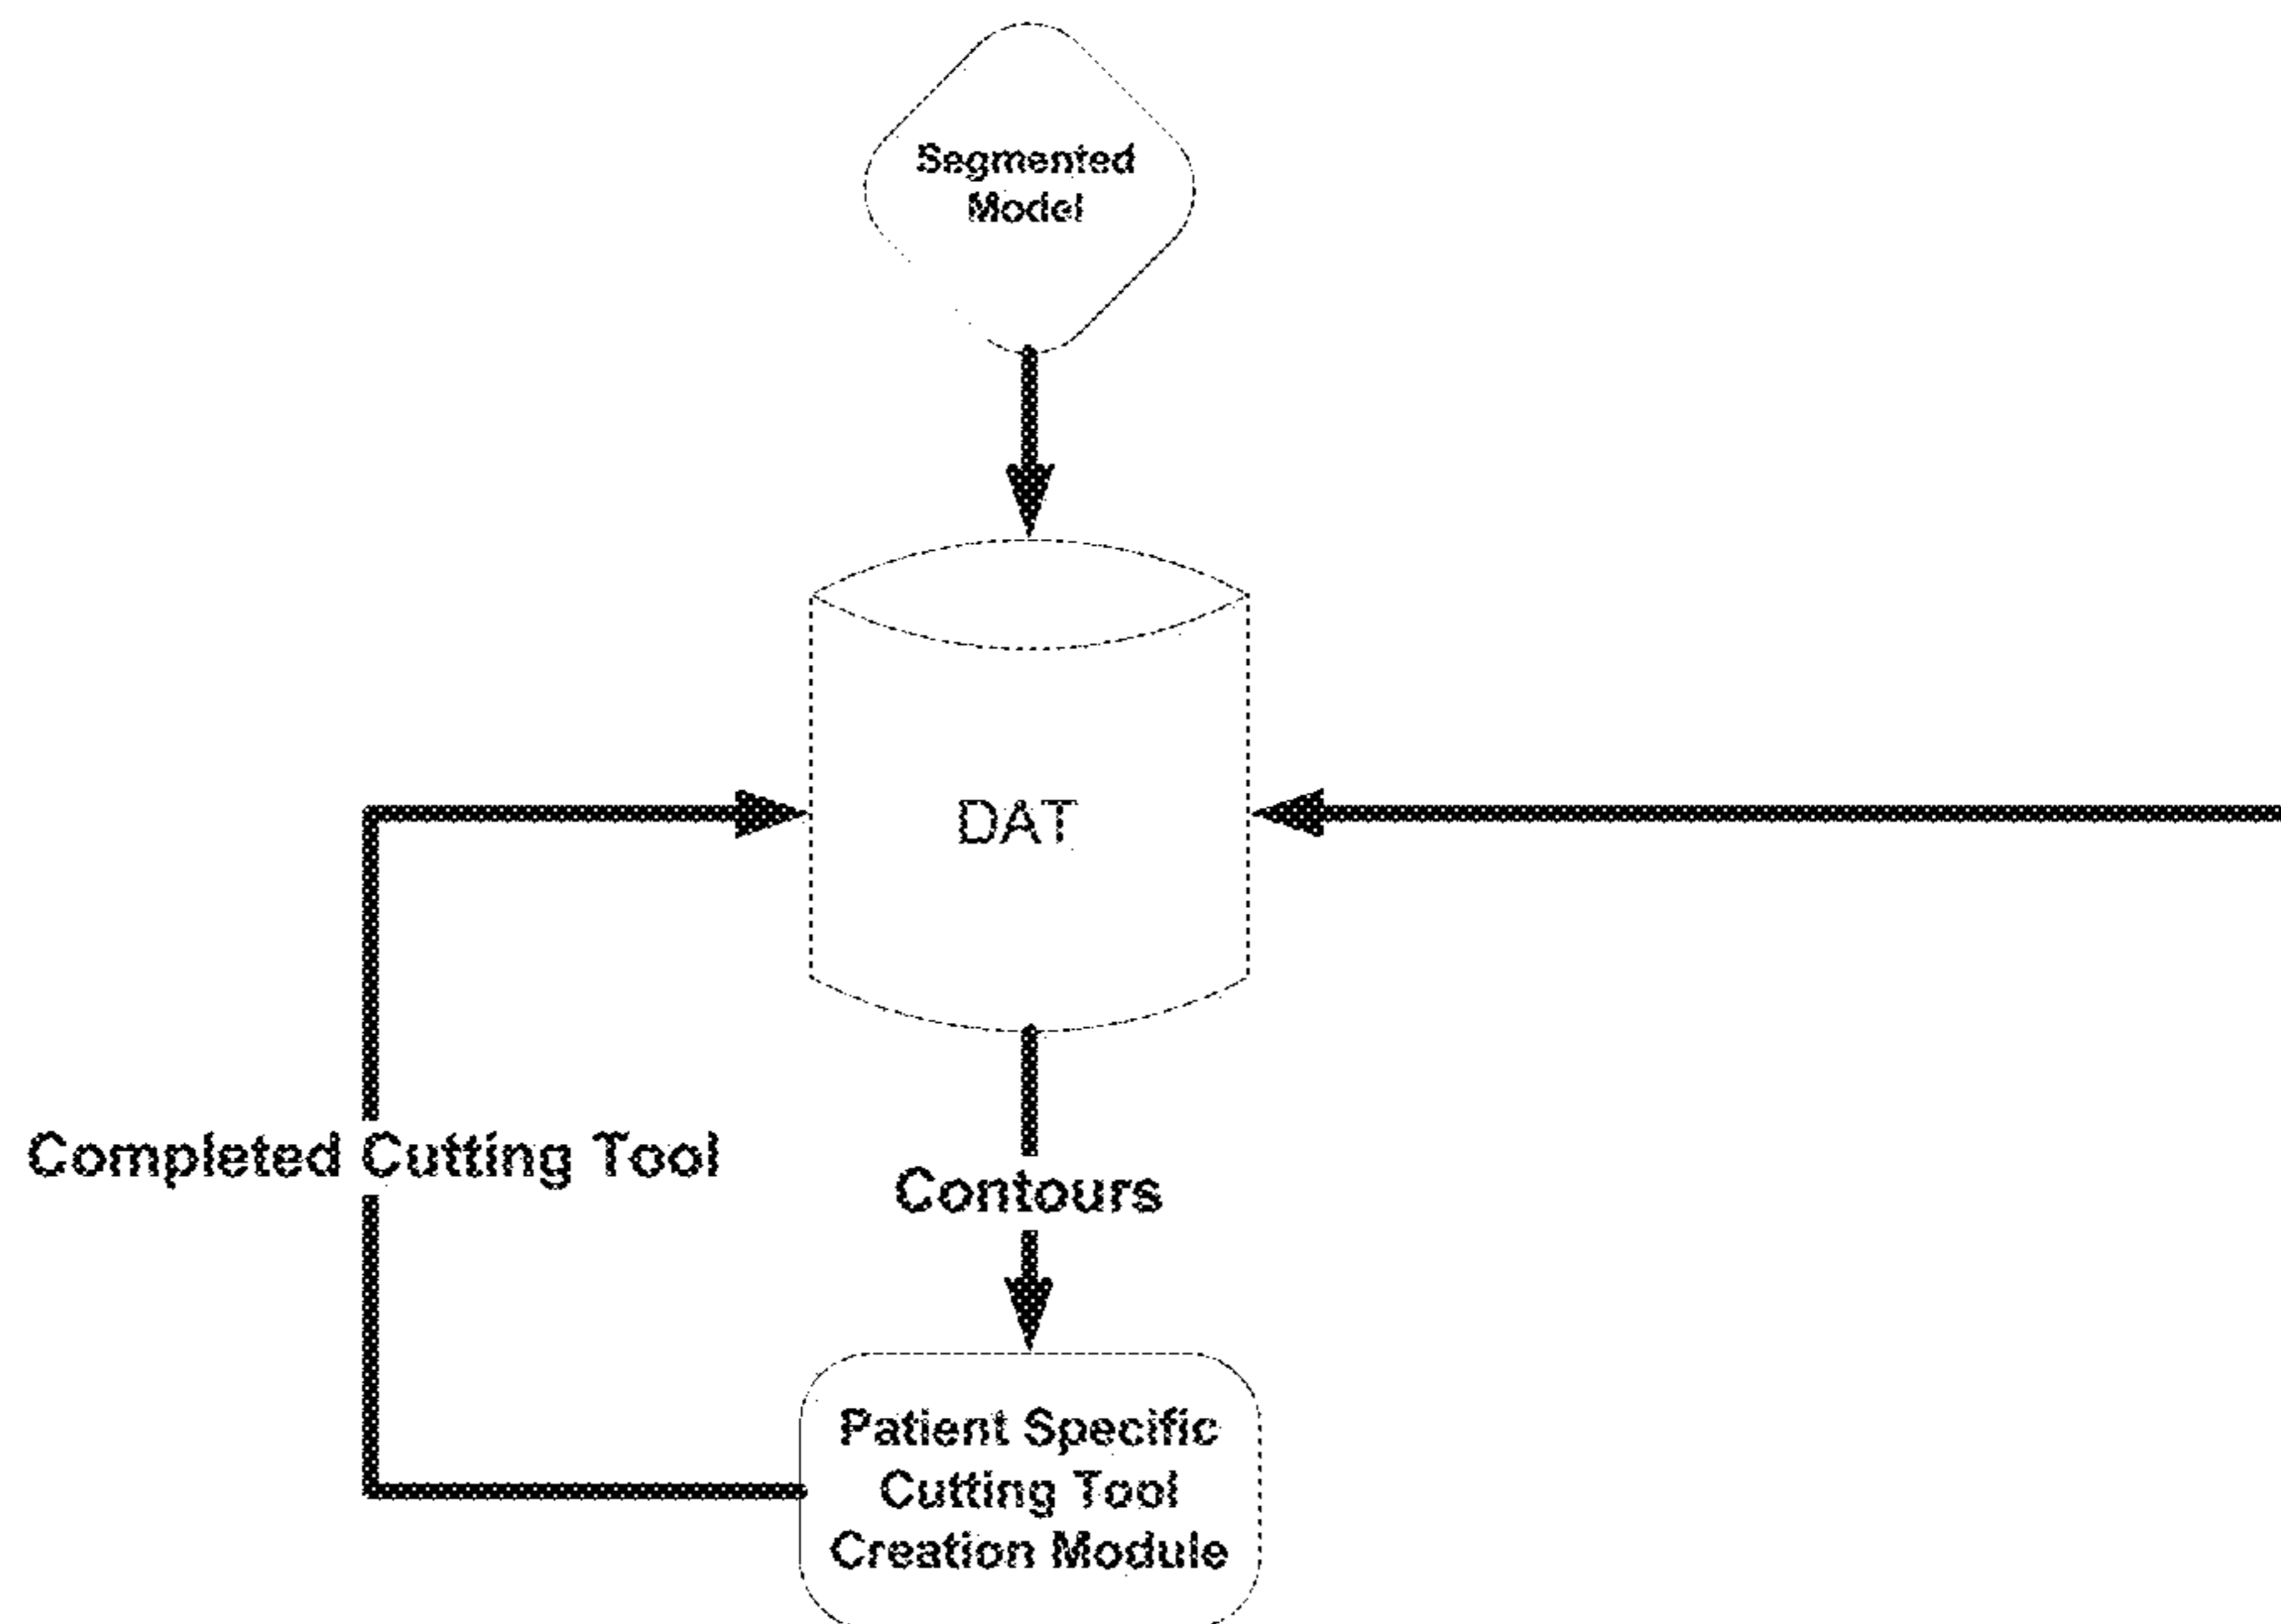 Segmented
Model
DAT
Completed Cutting Tool
Contours
Patient Specific
Cutting Tool
Creation Module